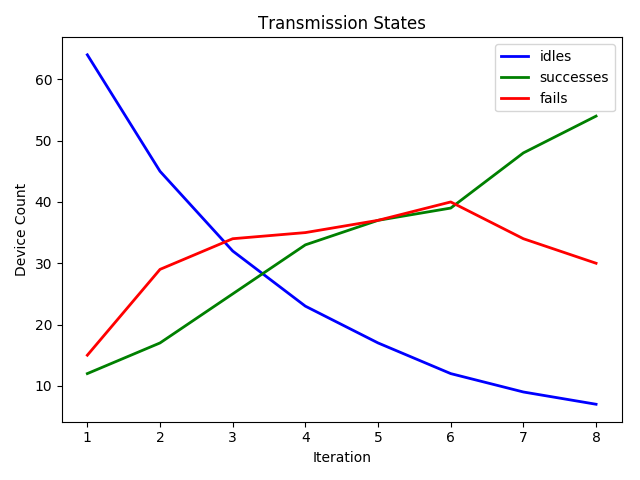 Transmission States
idles
successes
fails
Device Count
60
50
40
30
20
10
1 2 3 4 5 6 7 8
Iteration